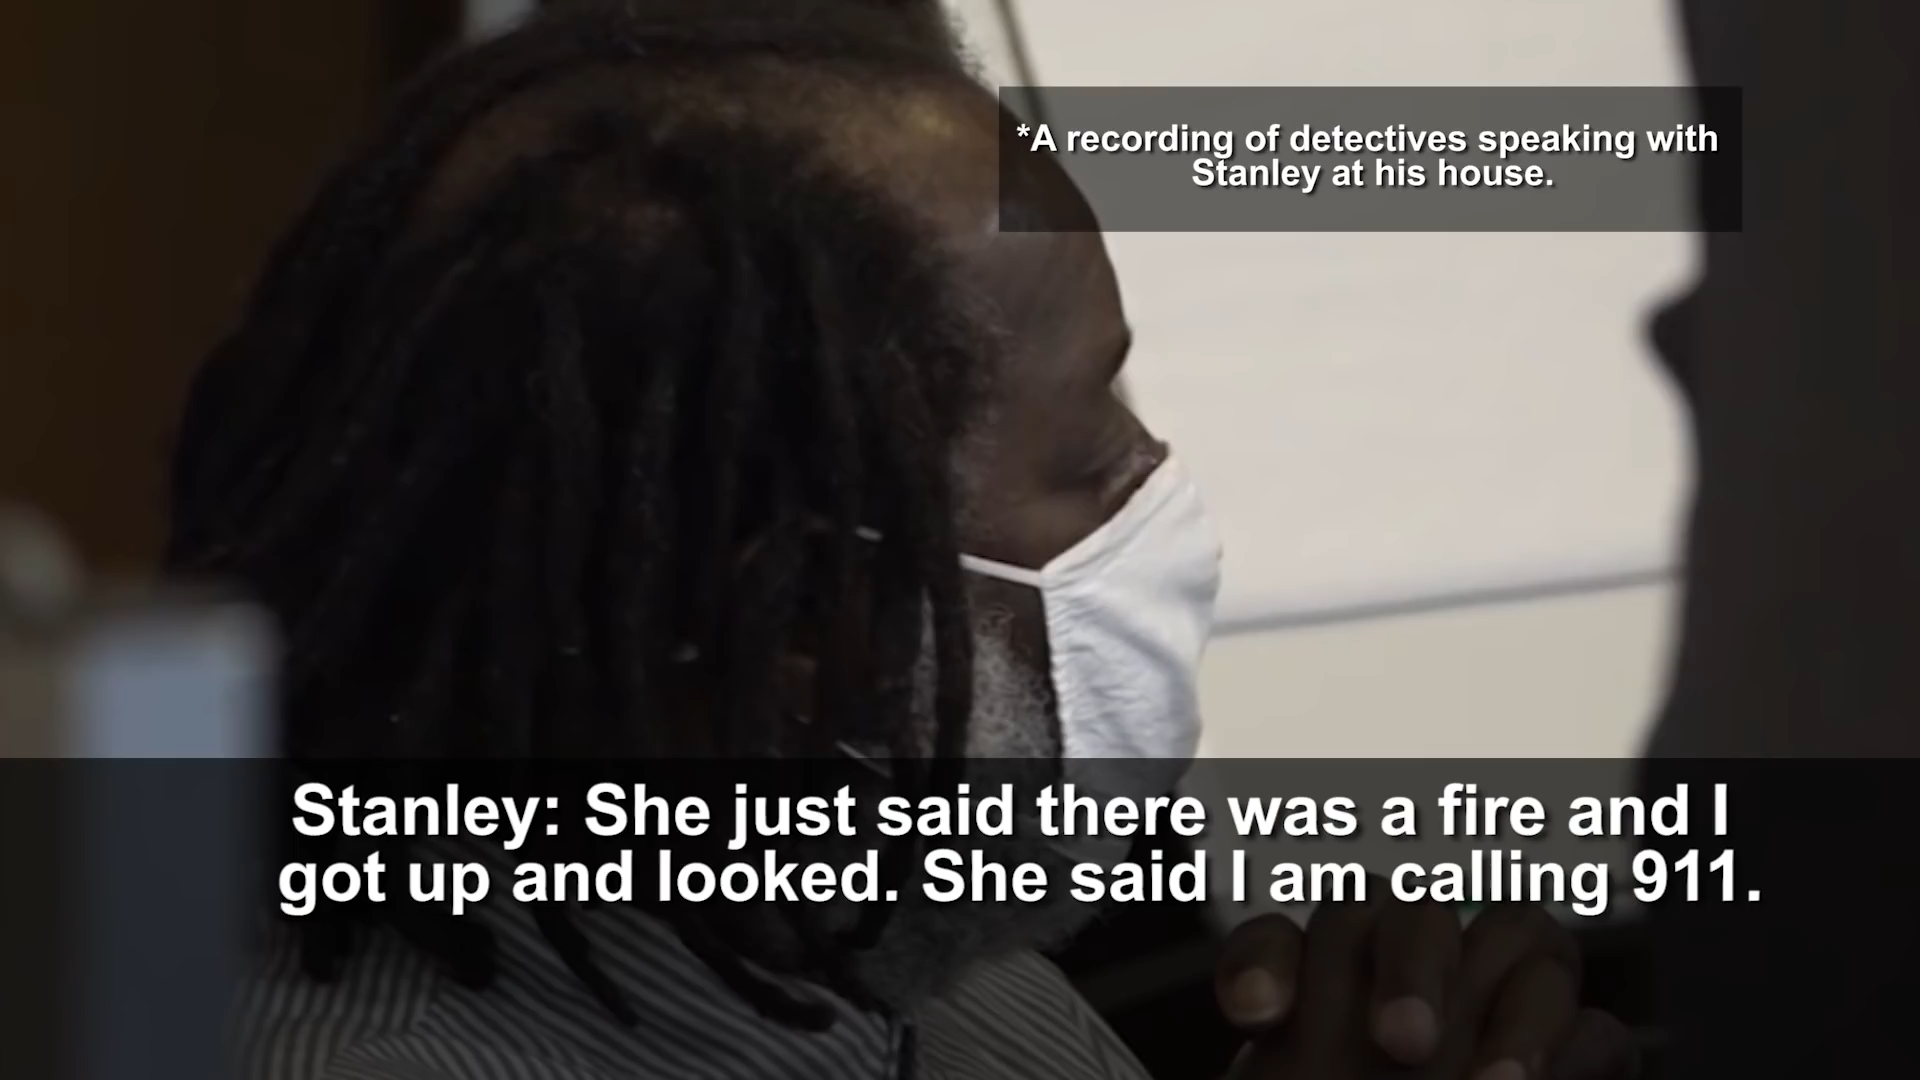 *A recording of detectives speaking with
Stanley at his house.
Stanley: She just said there was a fire and I
got up and looked. She said I am calling 911.